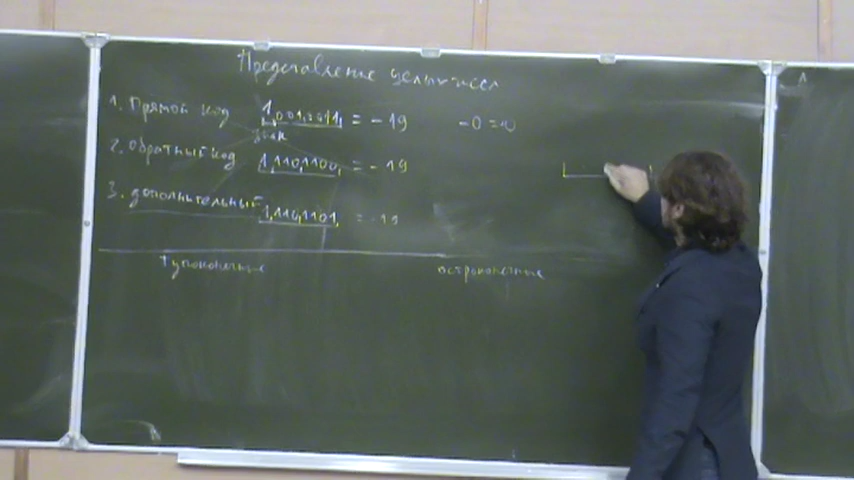 Представление целых чисел
1. Прямой код 1,0010011, = -19 -0 = 0
знак
2. Обратный код 1,1101100, = -19
3. дополнительный 1,1101101, = -19
тупоконечные остроконечные